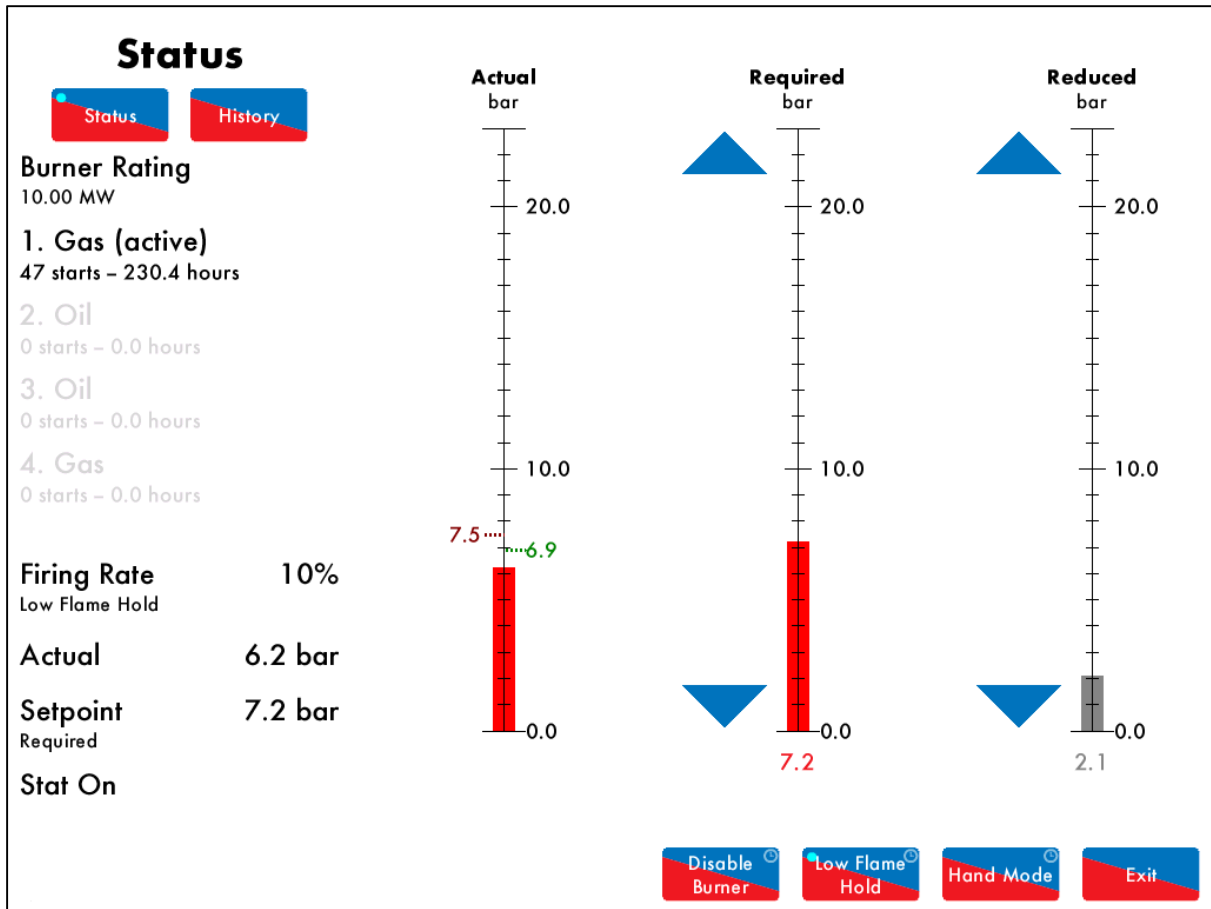 Status
Status
History
Burner Rating
10.00 MW
1. Gas (active)
47 starts – 230.4 hours
2. Oil
0 starts – 0.0 hours
3. Oil
0 starts – 0.0 hours
4. Gas
0 starts – 0.0 hours
Firing Rate 10%
Low Flame Hold
Actual 6.2 bar
Setpoint 7.2 bar
Required
Stat On
Actual
bar
20.0
10.0
7.5
6.9
0.0
Required
bar
20.0
10.0
0.0
7.2
Reduced
bar
20.0
10.0
0.0
2.1
Disable
Burner
Low Flame
Hold
Hand Mode
Exit